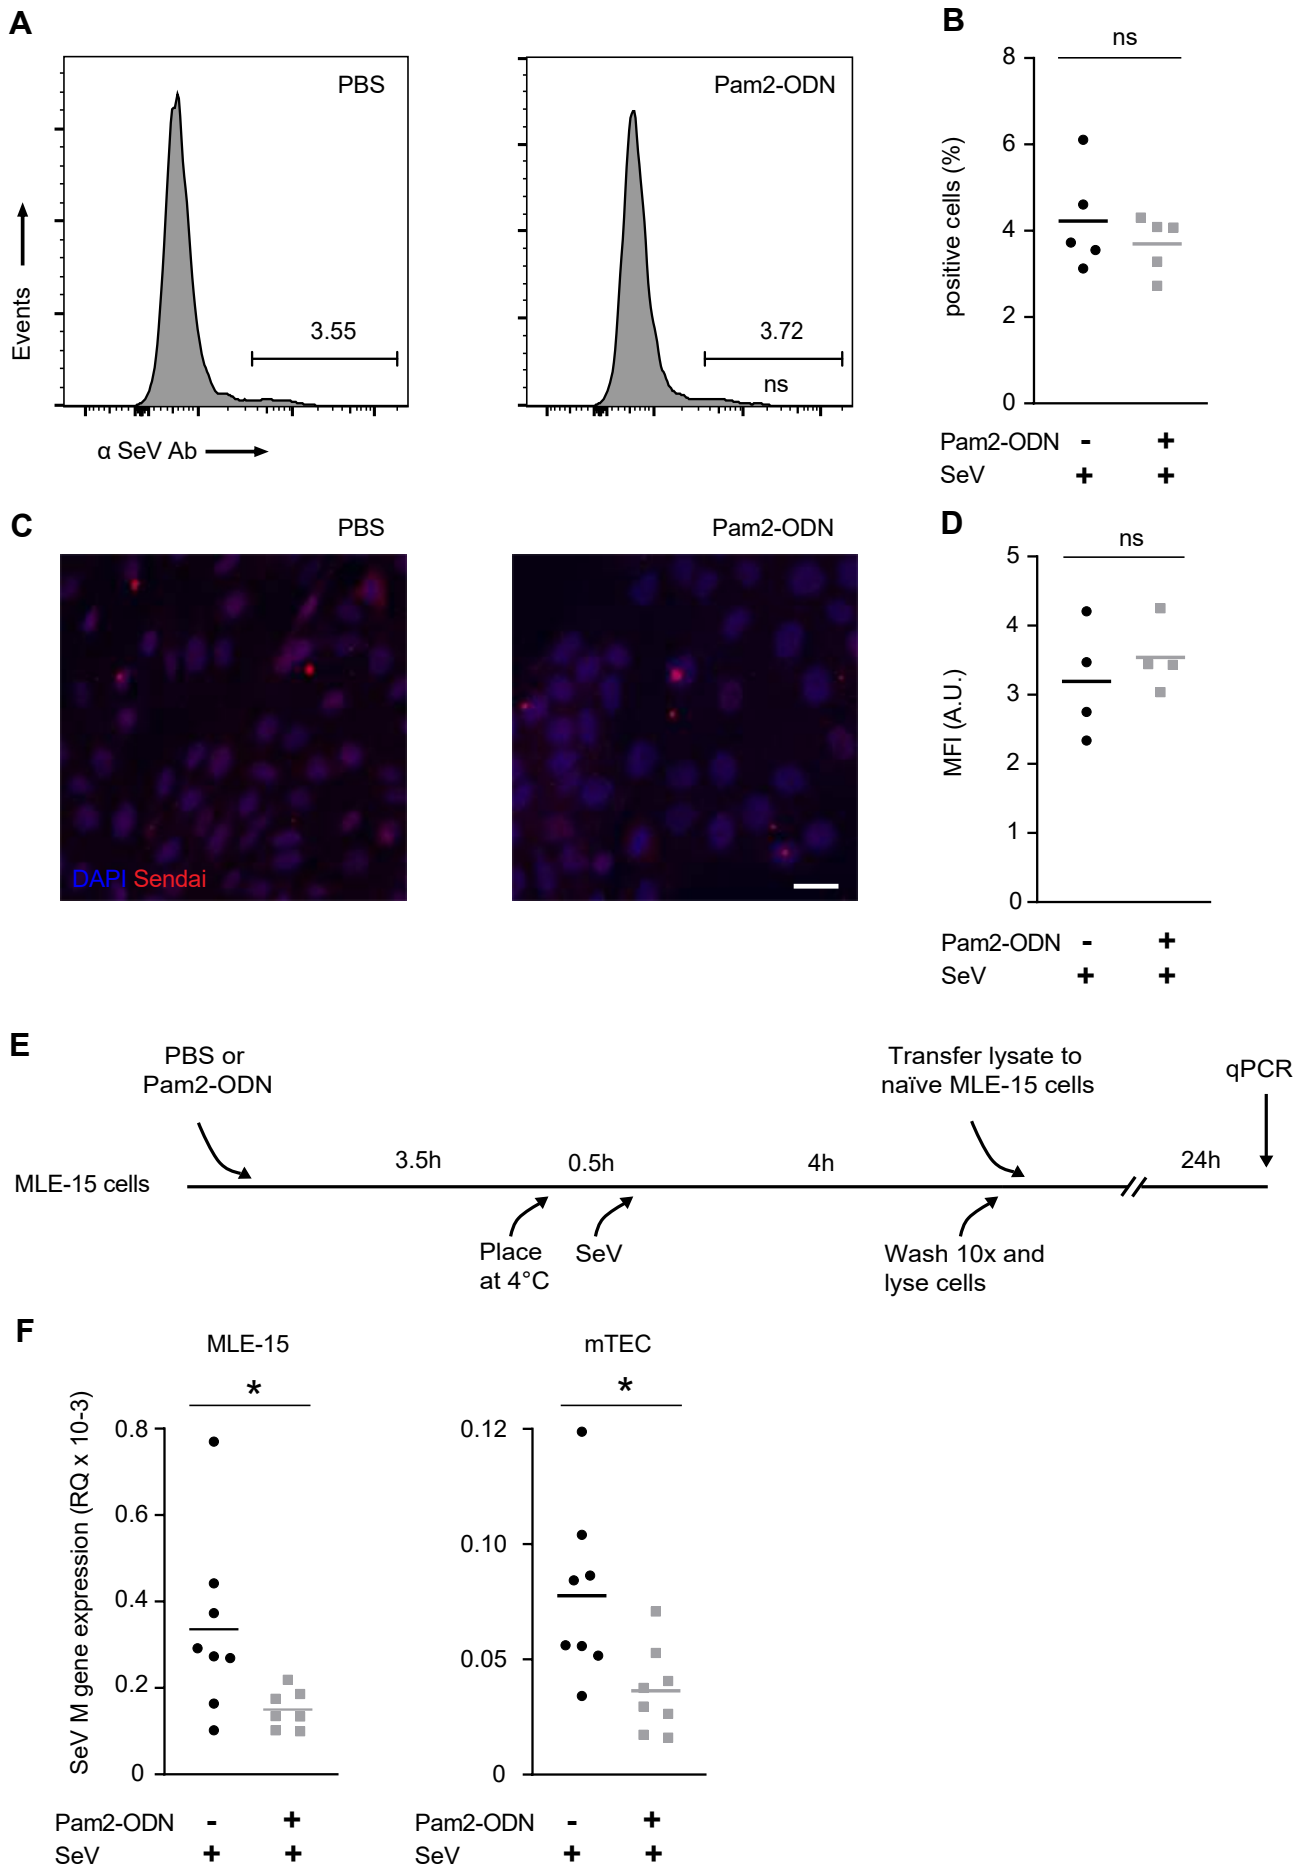 A
PBS
3.55
Events
α SeV Ab
Pam2-ODN
3.72
ns
B
ns
positive cells (%)
8
6
4
2
0
Pam2-ODN - +
SeV + +
C
PBS
DAPI Sendai
Pam2-ODN
D
ns
MFI (A.U.)
5
4
3
2
1
0
Pam2-ODN - +
SeV + +
E
PBS or
Pam2-ODN
Transfer lysate to
naïve MLE-15 cells
qPCR
MLE-15 cells
3.5h
0.5h
4h
24h
Place
at 4°C
SeV
Wash 10x and
lyse cells
F
MLE-15
*
SeV M gene expression (RQ x 10-3)
0.8
0.6
0.4
0.2
0
Pam2-ODN - +
SeV + +
mTEC
*
0.12
0.10
0.05
0
Pam2-ODN - +
SeV + +